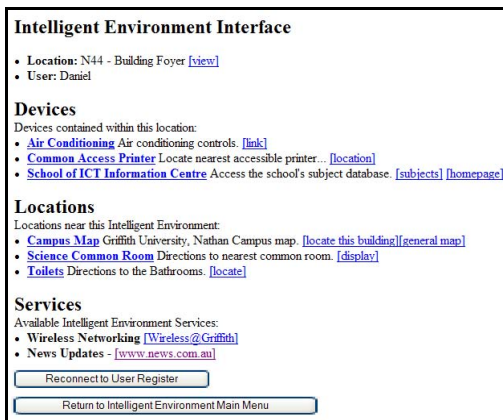 Intelligent Environment Interface
• Location: N44 - Building Foyer [view]
• User: Daniel
Devices
Devices contained within this location:
• Air Conditioning Air conditioning controls. [link]
• Common Access Printer Locate nearest accessible printer... [location]
• School of ICT Information Centre Access the school's subject database. [subjects] [homepage]
Locations
Locations near this Intelligent Environment:
• Campus Map Griffith University, Nathan Campus map. [locate this building][general map]
• Science Common Room Directions to nearest common room. [display]
• Toilets Directions to the Bathrooms. [locate]
Services
Available Intelligent Environment Services:
• Wireless Networking [Wireless@Griffith]
• News Updates - [www.news.com.au]
Reconnect to User Register
Return to Intelligent Environment Main Menu